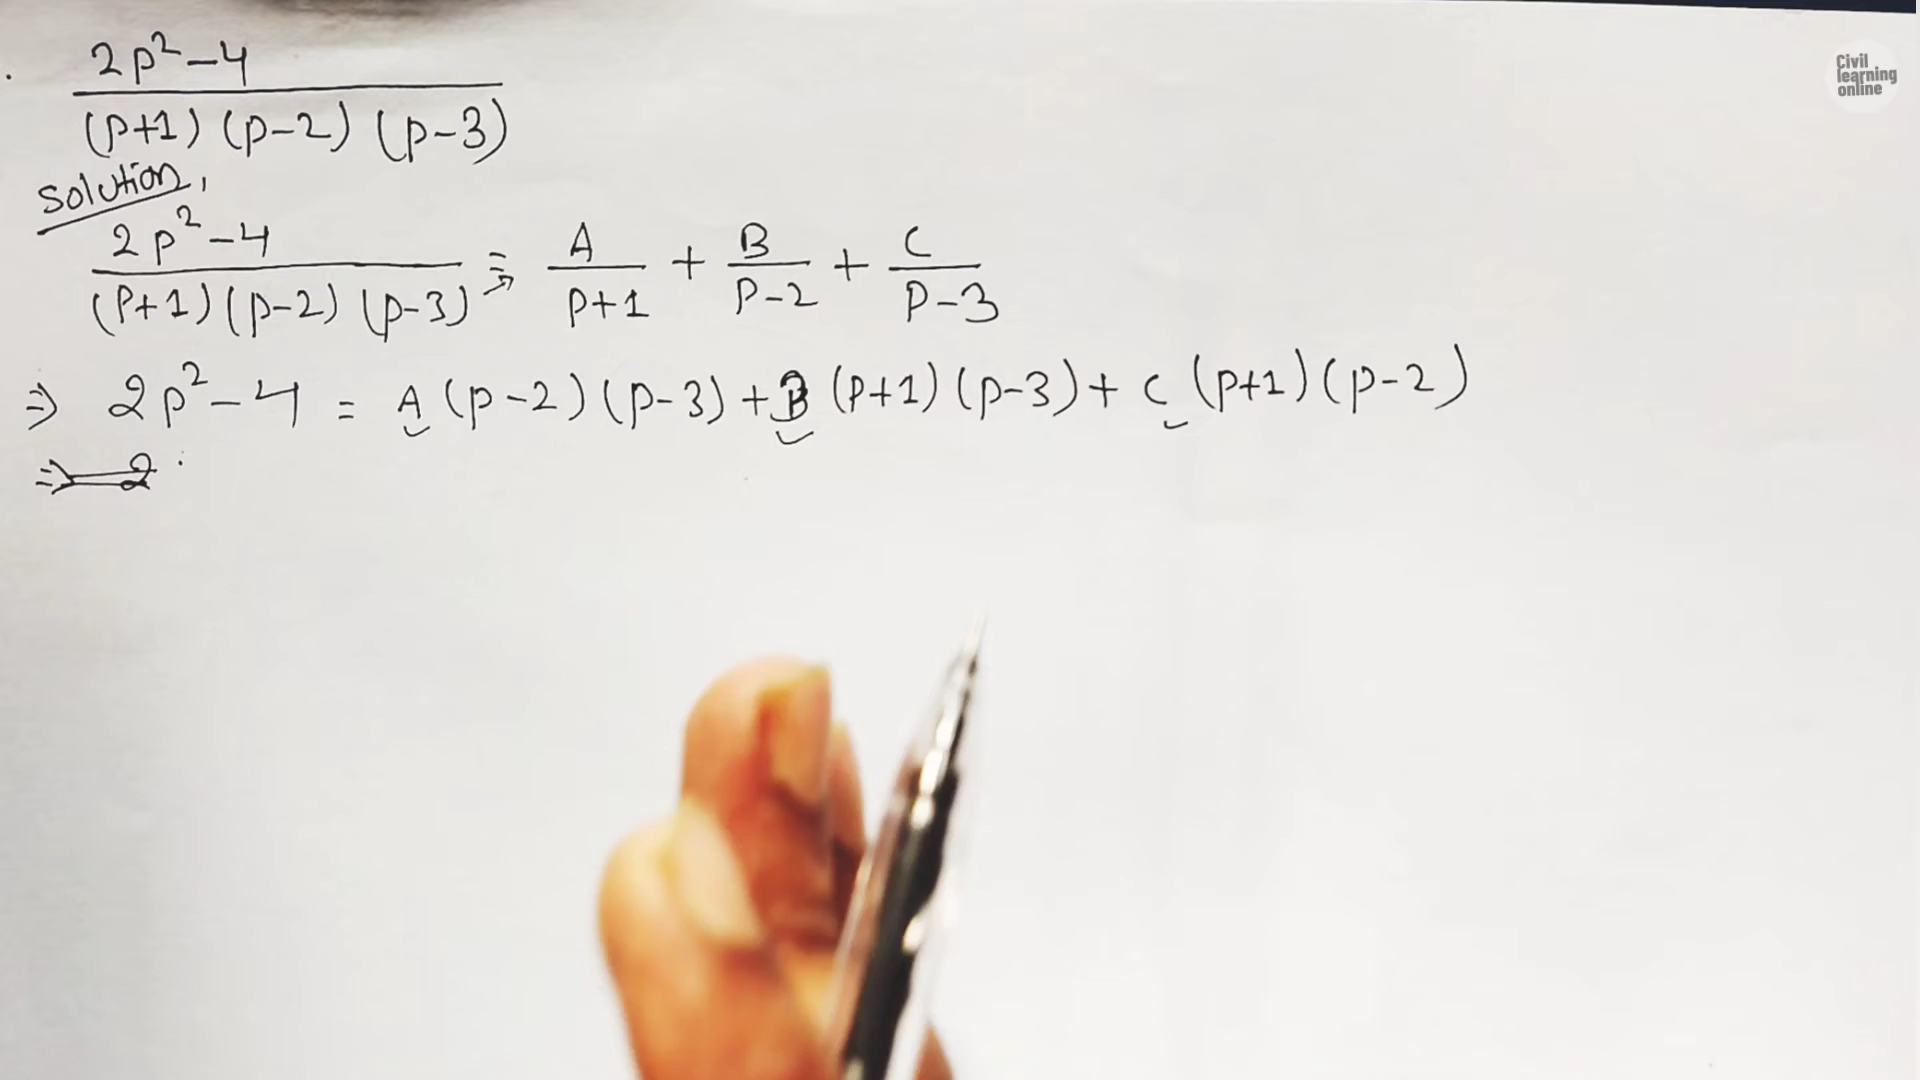 2p²-4
(p+1) (p-2) (p-3)
Solution,
2p²-4
(P+1) (p-2) (p-3)
⇒ A/P+1 + B/P-2 + C/P-3
⇒ 2p²-4 = A (p-2) (p-3) + B (P+1) (p-3) + C (p+1) (p-2)
⇒ 2
Civil
learning
online